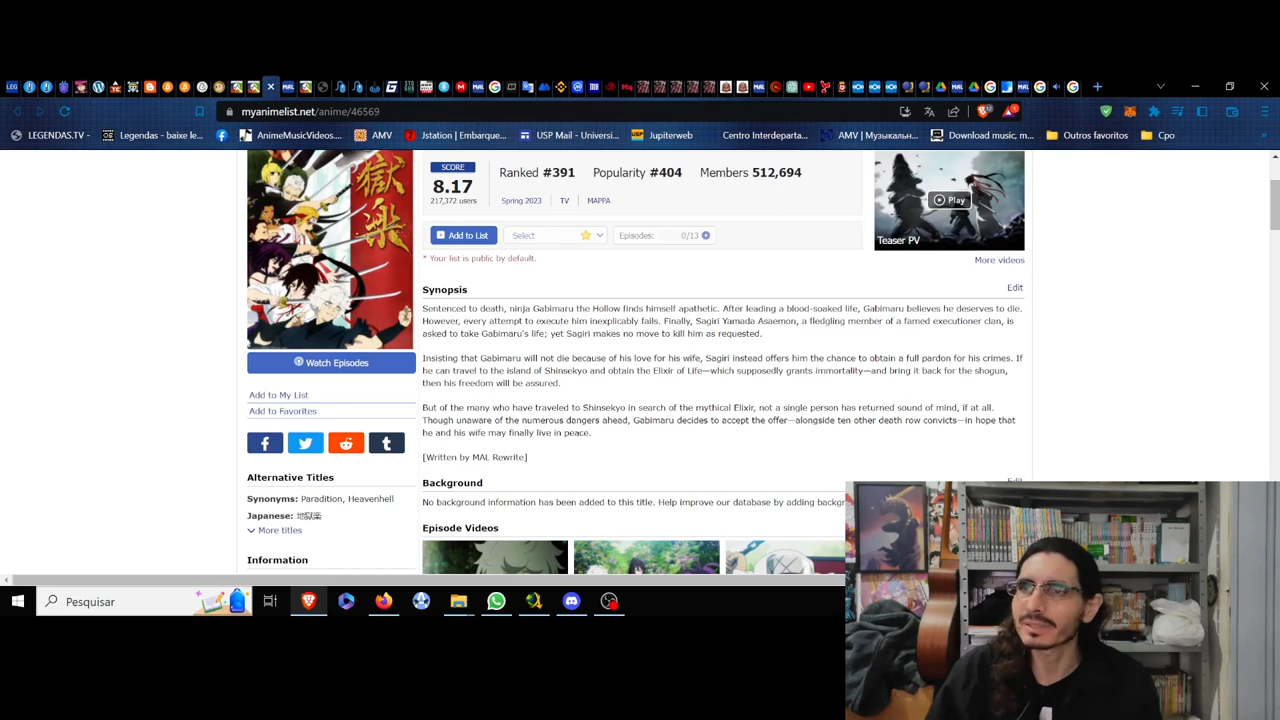 myanimelist.net/anime/46569
LEGENDAS.TV -
Legendas - baixe le...
AnimeMusicVideos....
AMV
Jstation | Embarque...
USP Mail - Universi...
Jupiterweb
Centro Interdeparta...
AMV | Музыкальн...
Download music, m...
Outros favoritos
Cpo
獄
楽
SCORE
8.17
217,372 users
Ranked #391 Popularity #404 Members 512,694
Spring 2023 TV MAPPA
Add to List
Select
Episodes: 0/13
* Your list is public by default.
Play
Teaser PV
More videos
Synopsis
Edit
Sentenced to death, ninja Gabimaru the Hollow finds himself apathetic. After leading a blood-soaked life, Gabimaru believes he deserves to die.
However, every attempt to execute him inexplicably fails. Finally, Sagiri Yamada Asaemon, a fledgling member of a famed executioner clan, is
asked to take Gabimaru's life; yet Sagiri makes no move to kill him as requested.
Insisting that Gabimaru will not die because of his love for his wife, Sagiri instead offers him the chance to obtain a full pardon for his crimes. If
he can travel to the island of Shinsekyo and obtain the Elixir of Life—which supposedly grants immortality—and bring it back for the shogun,
then his freedom will be assured.
But of the many who have traveled to Shinsekyo in search of the mythical Elixir, not a single person has returned sound of mind, if at all.
Though unaware of the numerous dangers ahead, Gabimaru decides to accept the offer—alongside ten other death row convicts—in hope that
he and his wife may finally live in peace.
[Written by MAL Rewrite]
Background
No background information has been added to this title. Help improve our database by adding backgr
Episode Videos
Watch Episodes
Add to My List
Add to Favorites
Alternative Titles
Synonyms: Paradition, Heavenhell
Japanese: 地獄楽
More titles
Information
Pesquisar